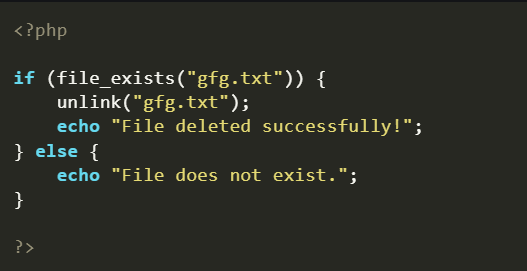 <?php
if (file_exists("gfg.txt")) {
    unlink("gfg.txt");
    echo "File deleted successfully!";
} else {
    echo "File does not exist.";
}
?>